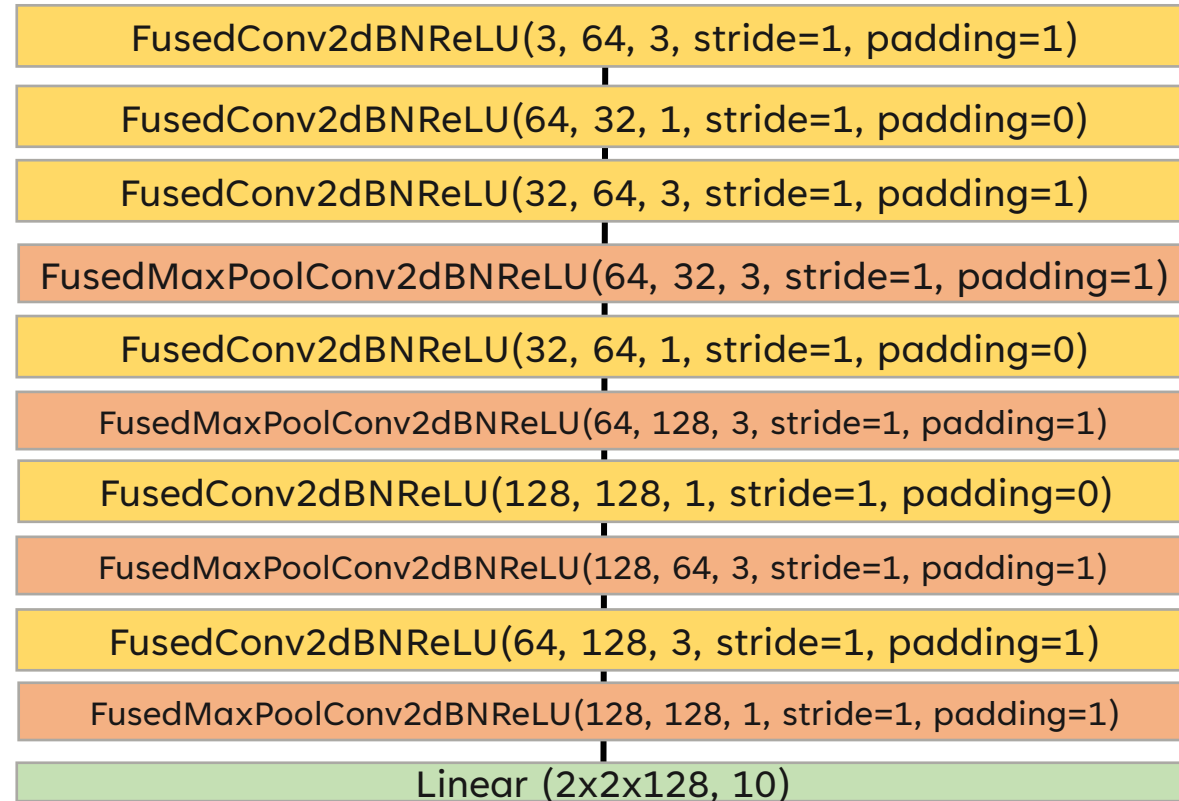 FusedConv2dBNReLU(3, 64, 3, stride=1, padding=1)
FusedConv2dBNReLU(64, 32, 1, stride=1, padding=0)
FusedConv2dBNReLU(32, 64, 3, stride=1, padding=1)
FusedMaxPoolConv2dBNReLU(64, 32, 3, stride=1, padding=1)
FusedConv2dBNReLU(32, 64, 1, stride=1, padding=0)
FusedMaxPoolConv2dBNReLU(64, 128, 3, stride=1, padding=1)
FusedConv2dBNReLU(128, 128, 1, stride=1, padding=0)
FusedMaxPoolConv2dBNReLU(128, 64, 3, stride=1, padding=1)
FusedConv2dBNReLU(64, 128, 3, stride=1, padding=1)
FusedMaxPoolConv2dBNReLU(128, 128, 1, stride=1, padding=1)
Linear (2x2x128, 10)